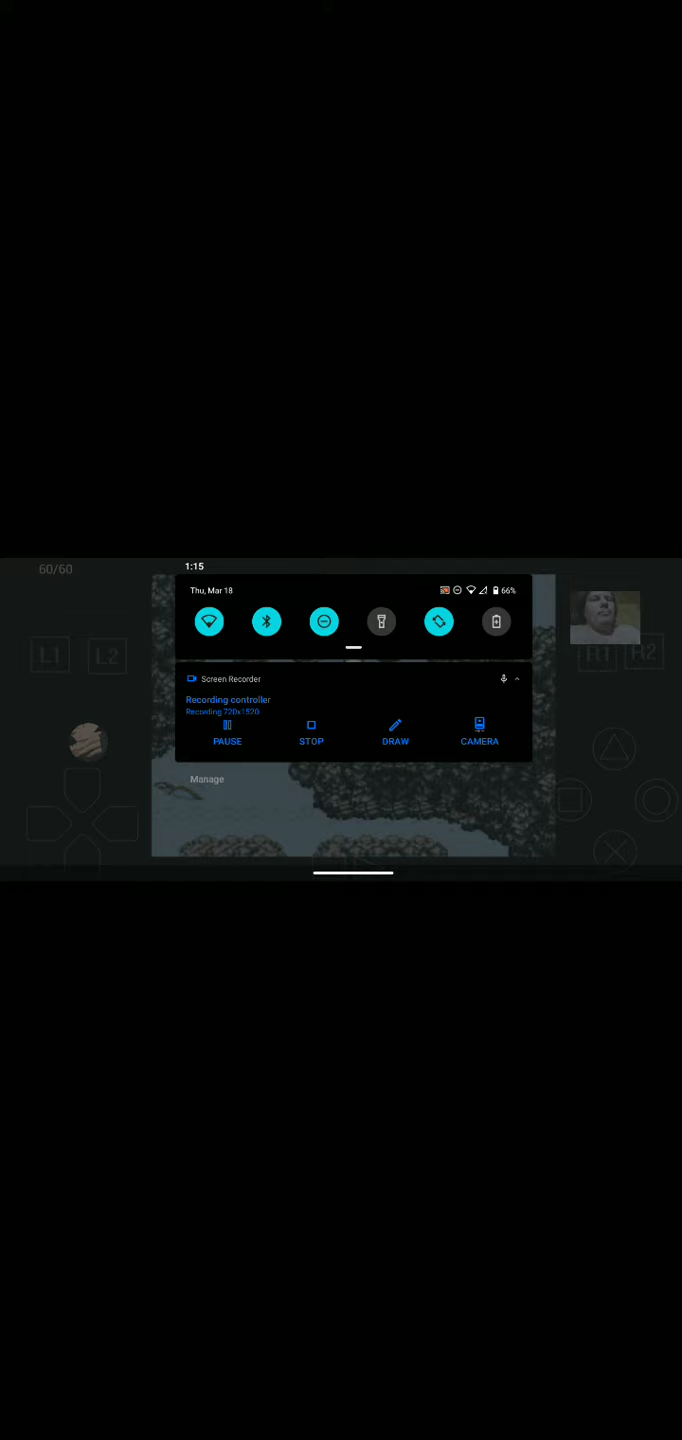 60/60
1:15
Thu, Mar 18
66%
L1
L2
R1
R2
Screen Recorder
Recording controller
Recording 720x1520
PAUSE
STOP
DRAW
CAMERA
Manage